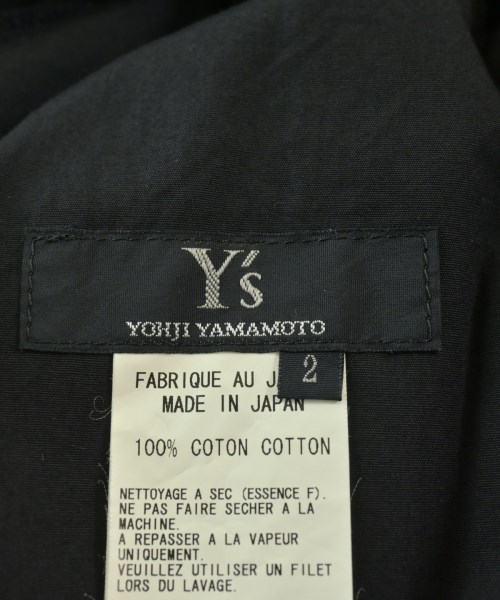 Y's
YOHJI YAMAMOTO
2
FABRIQUE AU J
MADE IN JAPAN
100% COTON COTTON
NETTOYAGE A SEC (ESSENCE F).
NE PAS FAIRE SECHER A LA
MACHINE.
A REPASSER A LA VAPEUR
UNIQUEMENT.
VEUILLEZ UTILISER UN FILET
LORS DU LAVAGE.